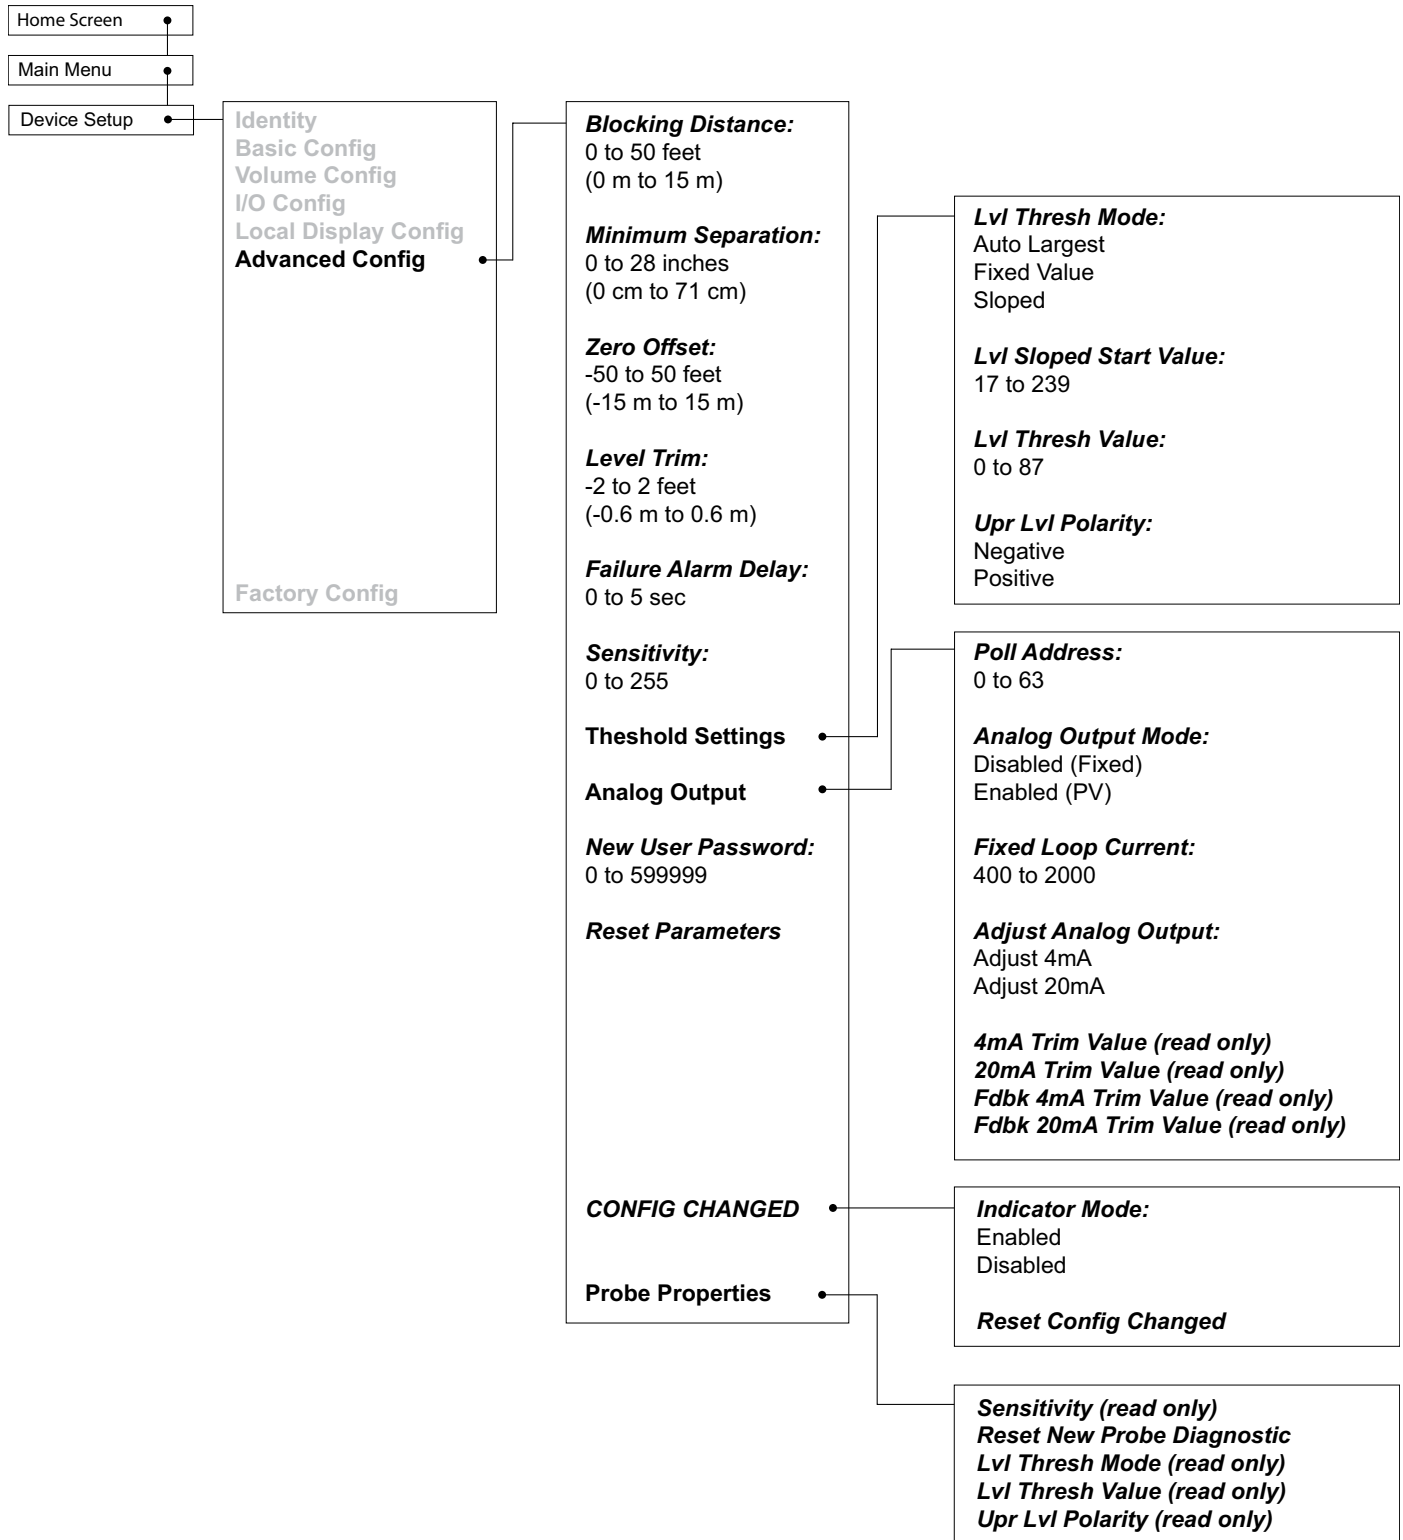 Home Screen
Main Menu
Device Setup
Identity
Basic Config
Volume Config
I/O Config
Local Display Config
Advanced Config
Factory Config
Blocking Distance:
0 to 50 feet
(0 m to 15 m)
Minimum Separation:
0 to 28 inches
(0 cm to 71 cm)
Zero Offset:
-50 to 50 feet
(-15 m to 15 m)
Level Trim:
-2 to 2 feet
(-0.6 m to 0.6 m)
Failure Alarm Delay:
0 to 5 sec
Sensitivity:
0 to 255
Theshold Settings
Analog Output
New User Password:
0 to 599999
Reset Parameters
CONFIG CHANGED
Probe Properties
Lvl Thresh Mode:
Auto Largest
Fixed Value
Sloped
Lvl Sloped Start Value:
17 to 239
Lvl Thresh Value:
0 to 87
Upr Lvl Polarity:
Negative
Positive
Poll Address:
0 to 63
Analog Output Mode:
Disabled (Fixed)
Enabled (PV)
Fixed Loop Current:
400 to 2000
Adjust Analog Output:
Adjust 4mA
Adjust 20mA
4mA Trim Value (read only)
20mA Trim Value (read only)
Fdbk 4mA Trim Value (read only)
Fdbk 20mA Trim Value (read only)
Indicator Mode:
Enabled
Disabled
Reset Config Changed
Sensitivity (read only)
Reset New Probe Diagnostic
Lvl Thresh Mode (read only)
Lvl Thresh Value (read only)
Upr Lvl Polarity (read only)